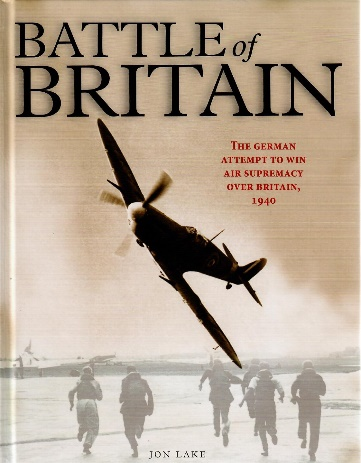 BATTLE of
BRITAIN
THE GERMAN
ATTEMPT TO WIN
AIR SUPREMACY
OVER BRITAIN,
1940
JON LAKE